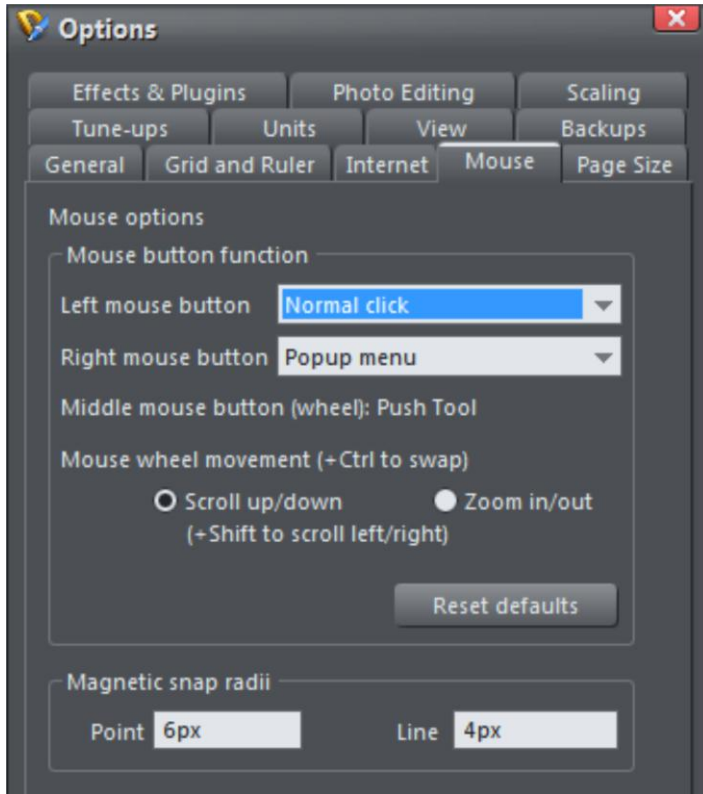 Options
Effects & Plugins Photo Editing Scaling
Tune-ups Units View Backups
General Grid and Ruler Internet Mouse Page Size
Mouse options
Mouse button function
Left mouse button Normal click
Right mouse button Popup menu
Middle mouse button (wheel): Push Tool
Mouse wheel movement (+Ctrl to swap)
Scroll up/down Zoom in/out
(+Shift to scroll left/right)
Reset defaults
Magnetic snap radii
Point 6px Line 4px